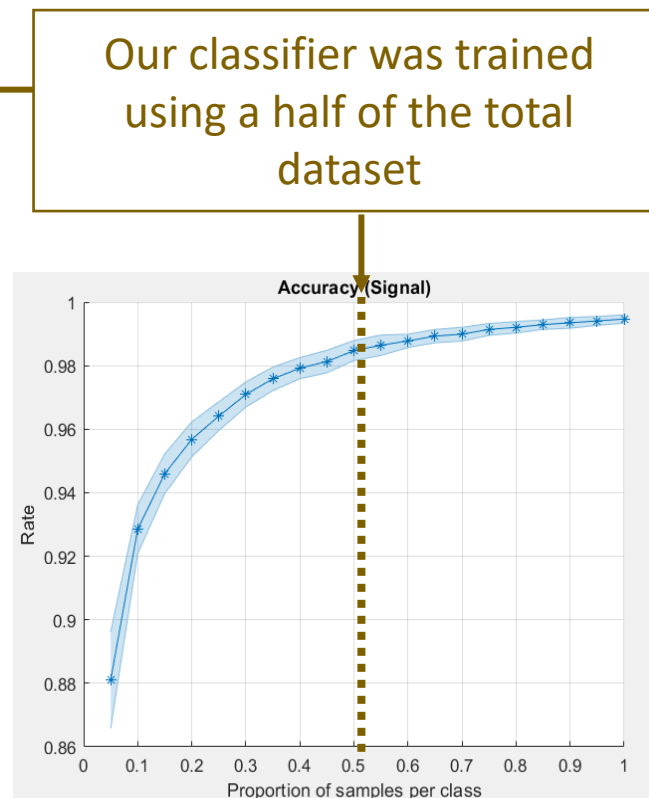 Our classifier was trained
using a half of the total
dataset
Accuracy (Signal)
1
0.98
0.96
0.94
0.92
0.9
0.88
0.86
Rate
0 0.1 0.2 0.3 0.4 0.5 0.6 0.7 0.8 0.9 1
Proportion of samples per class